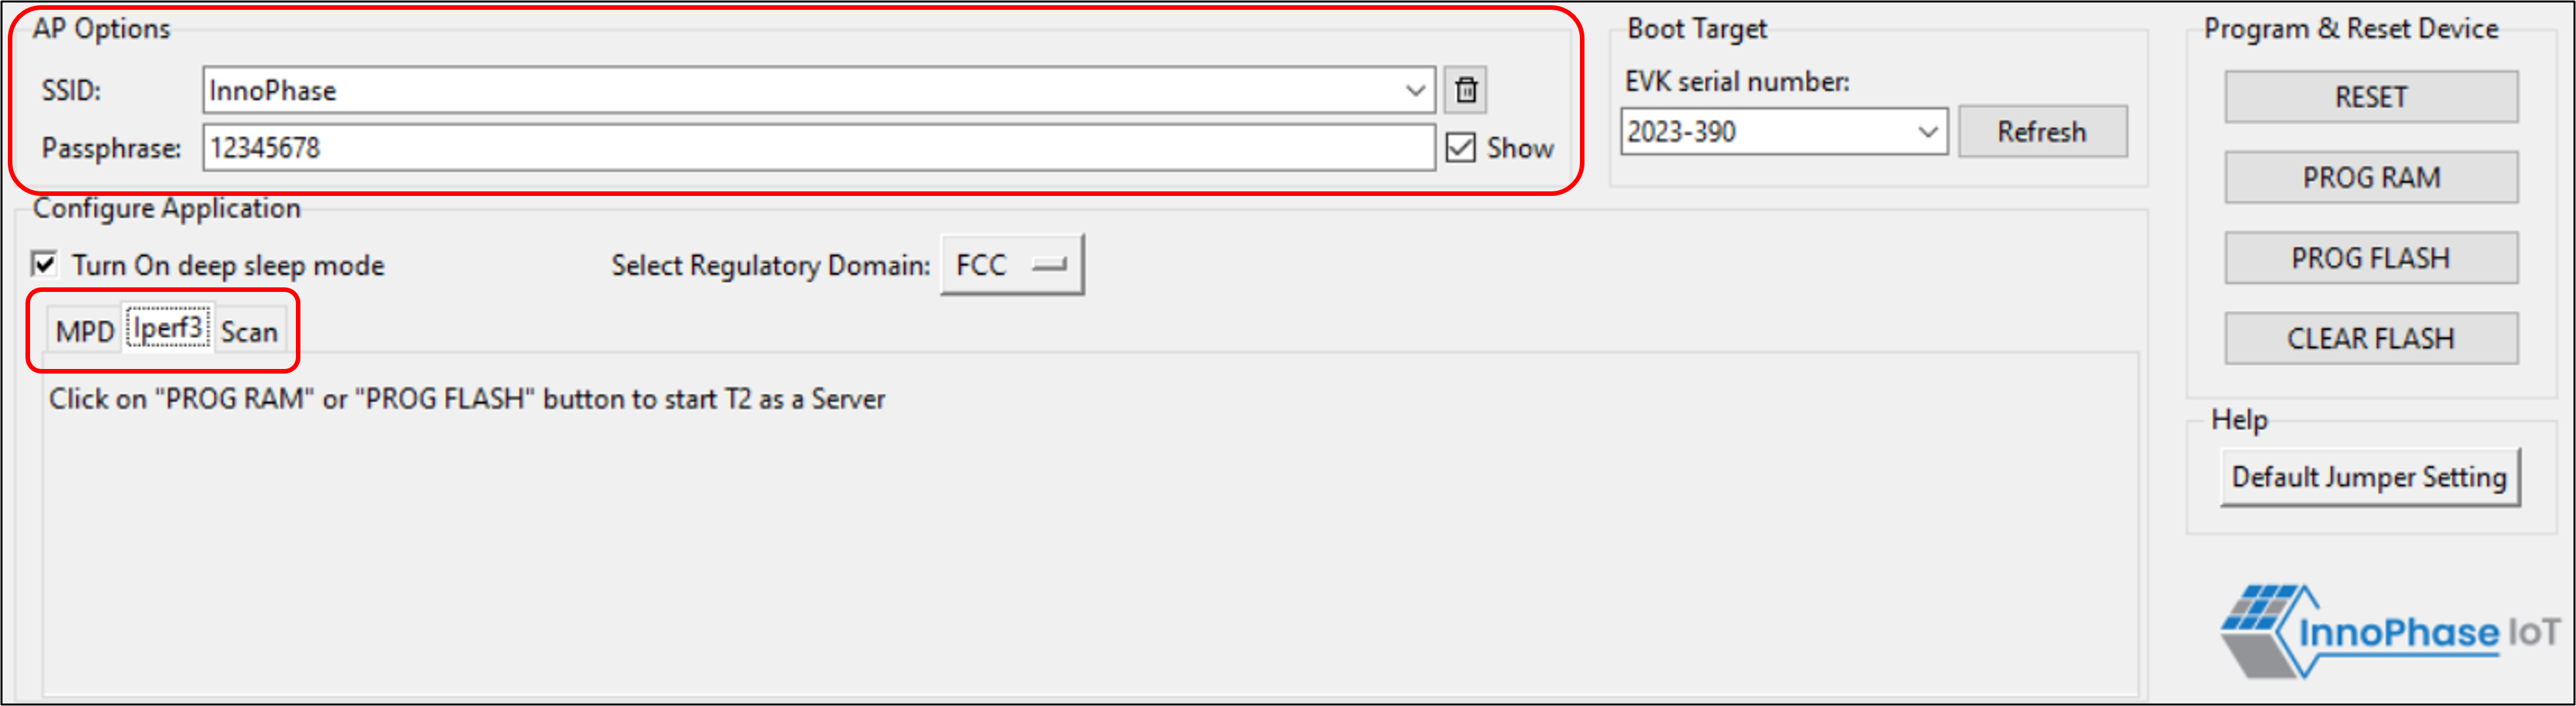 AP Options
SSID:
InnoPhase
Passphrase:
12345678
Show
Boot Target
EVK serial number:
2023-390
Refresh
Program & Reset Device
RESET
PROG RAM
PROG FLASH
CLEAR FLASH
Configure Application
Turn On deep sleep mode
Select Regulatory Domain:
FCC
MPD
Iperf3
Scan
Click on "PROG RAM" or "PROG FLASH" button to start T2 as a Server
Help
Default Jumper Setting
InnoPhase IoT